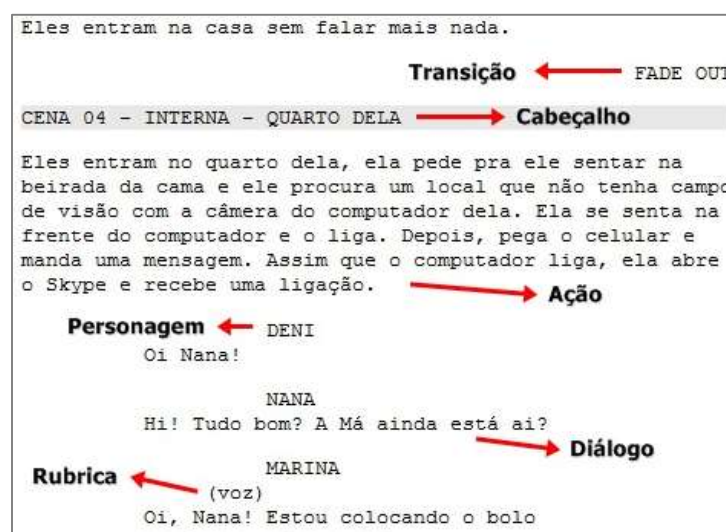 Eles entram na casa sem falar mais nada.
Transição FADE OUT
CENA 04 - INTERNA - QUARTO DELA Cabeçalho
Eles entram no quarto dela, ela pede pra ele sentar na
beirada da cama e ele procura um local que não tenha campo
de visão com a câmera do computador dela. Ela se senta na
frente do computador e o liga. Depois, pega o celular e
manda uma mensagem. Assim que o computador liga, ela abre
o Skype e recebe uma ligação. Ação
Personagem DENI
Oi Nana!
NANA
Hi! Tudo bom? A Má ainda está ai?
Diálogo
MARINA
Rubrica (voz)
Oi, Nana! Estou colocando o bolo